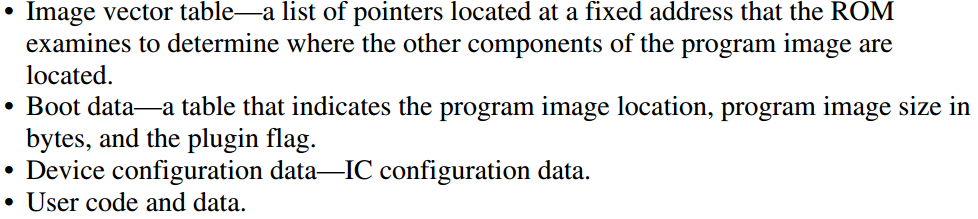 • Image vector table—a list of pointers located at a fixed address that the ROM
examines to determine where the other components of the program image are
located.
• Boot data—a table that indicates the program image location, program image size in
bytes, and the plugin flag.
• Device configuration data—IC configuration data.
• User code and data.